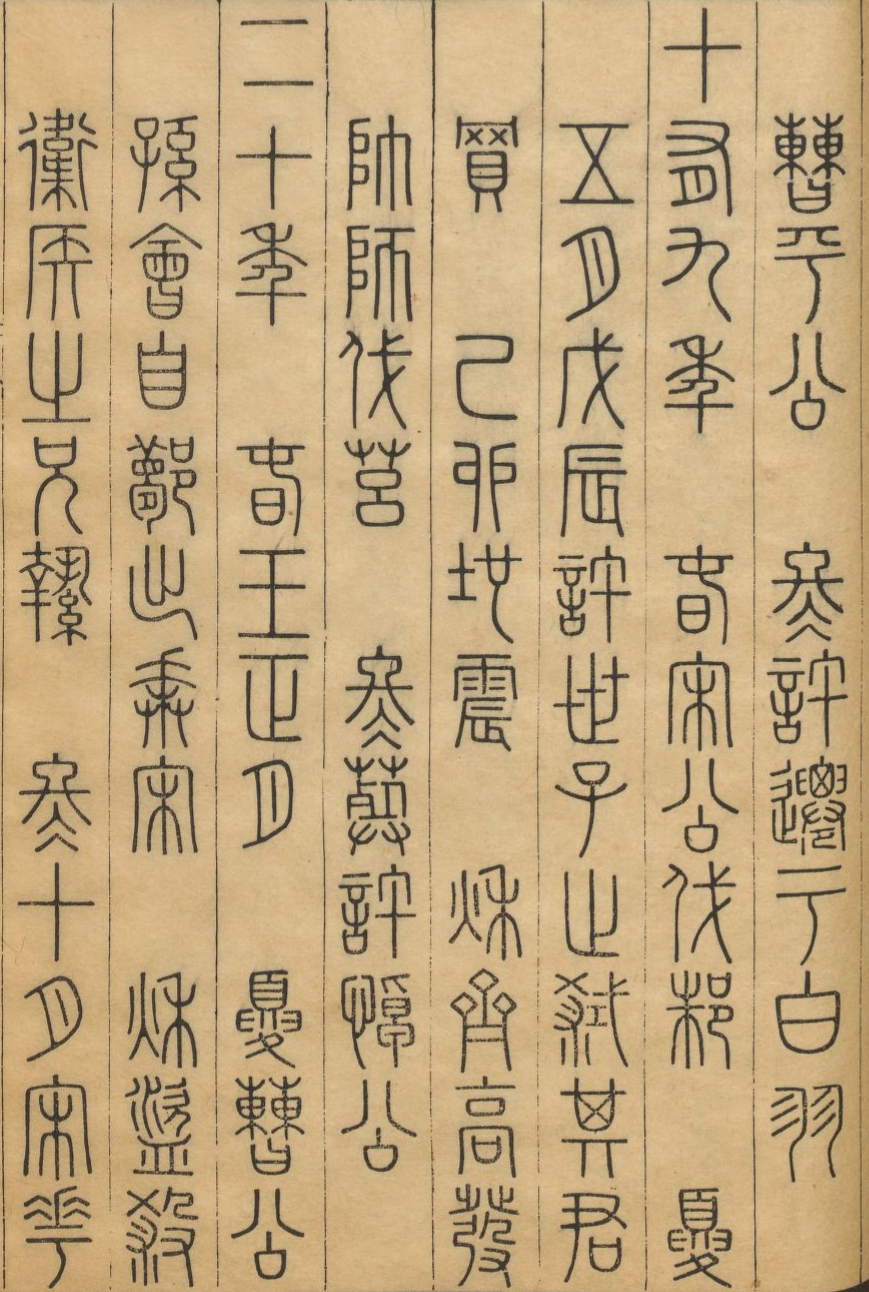 曹平公　冬許遷于白羽
十有九年　春宋公伐邾　夏
五月戊辰許世子止弑其君
買　己卯地震　秋齊高發
帥師伐莒　冬葬許悼公
二十年　春王正月　夏曹公
孫會自鄸出奔宋　秋盜殺
衛侯之兄縶　冬十月宋華